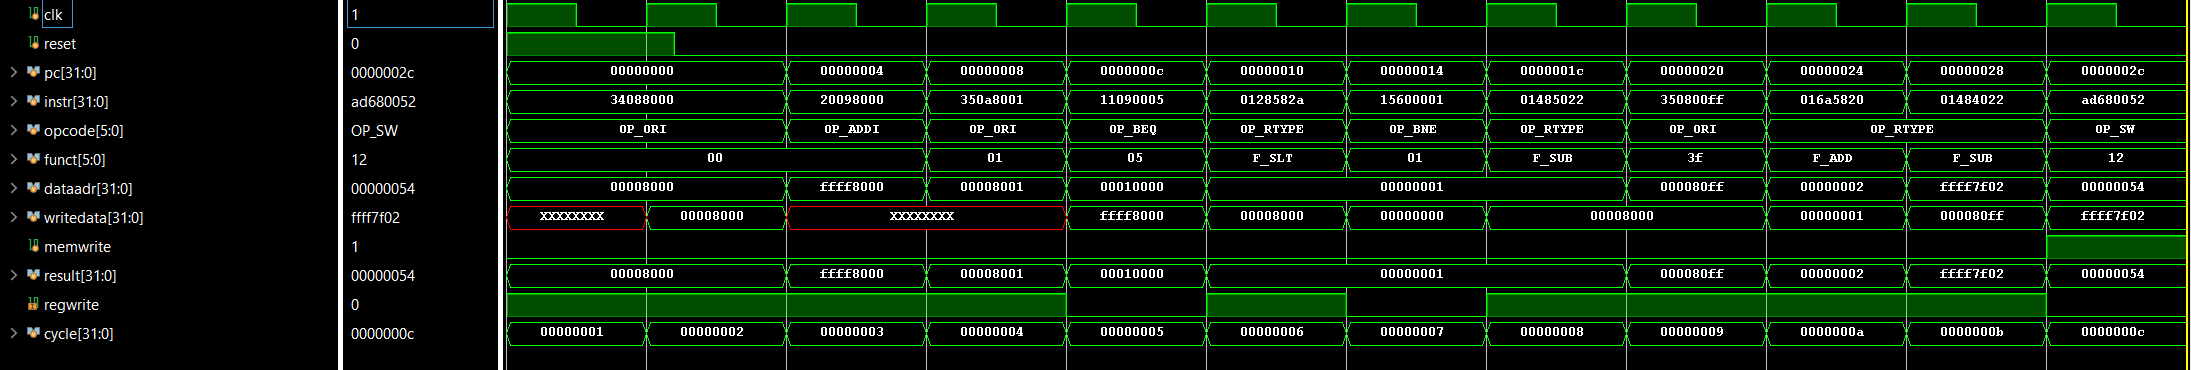 clk 1
reset 0
pc[31:0] 0000002c 00000000 00000004 00000008 0000000c 00000010 00000014 0000001c 00000020 00000024 00000028 0000002c
instr[31:0] ad680052 34088000 20098000 350a8001 11090005 0128582a 15600001 01485022 350800ff 016a5820 01484022 ad680052
opcode[5:0] OP_SW OP_ORI OP_ADDI OP_ORI OP_BEQ OP_RTYPE OP_BNE OP_RTYPE OP_ORI OP_RTYPE OP_SW
funct[5:0] 12 00 01 05 F_SLT 01 F_SUB 3f F_ADD F_SUB 12
dataadr[31:0] 00000054 00008000 ffff8000 00008001 00010000 00000001 000080ff 00000002 ffff7f02 00000054
writedata[31:0] ffff7f02 XXXXXXXX 00008000 XXXXXXXX ffff8000 00008000 00000000 00008000 00000001 000080ff ffff7f02
memwrite 1
result[31:0] 00000054 00008000 ffff8000 00008001 00010000 00000001 000080ff 00000002 ffff7f02 00000054
regwrite 0
cycle[31:0] 0000000c 00000001 00000002 00000003 00000004 00000005 00000006 00000007 00000008 00000009 0000000a 0000000b 0000000c